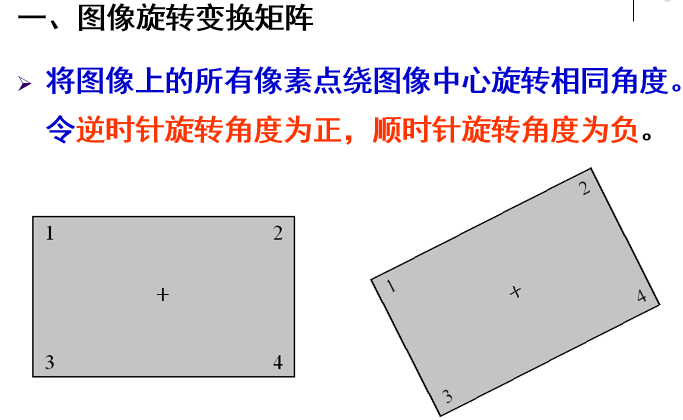 一、图像旋转变换矩阵
将图像上的所有像素点绕图像中心旋转相同角度。
令逆时针旋转角度为正，顺时针旋转角度为负。
1 2
3 4
1 2
3 4